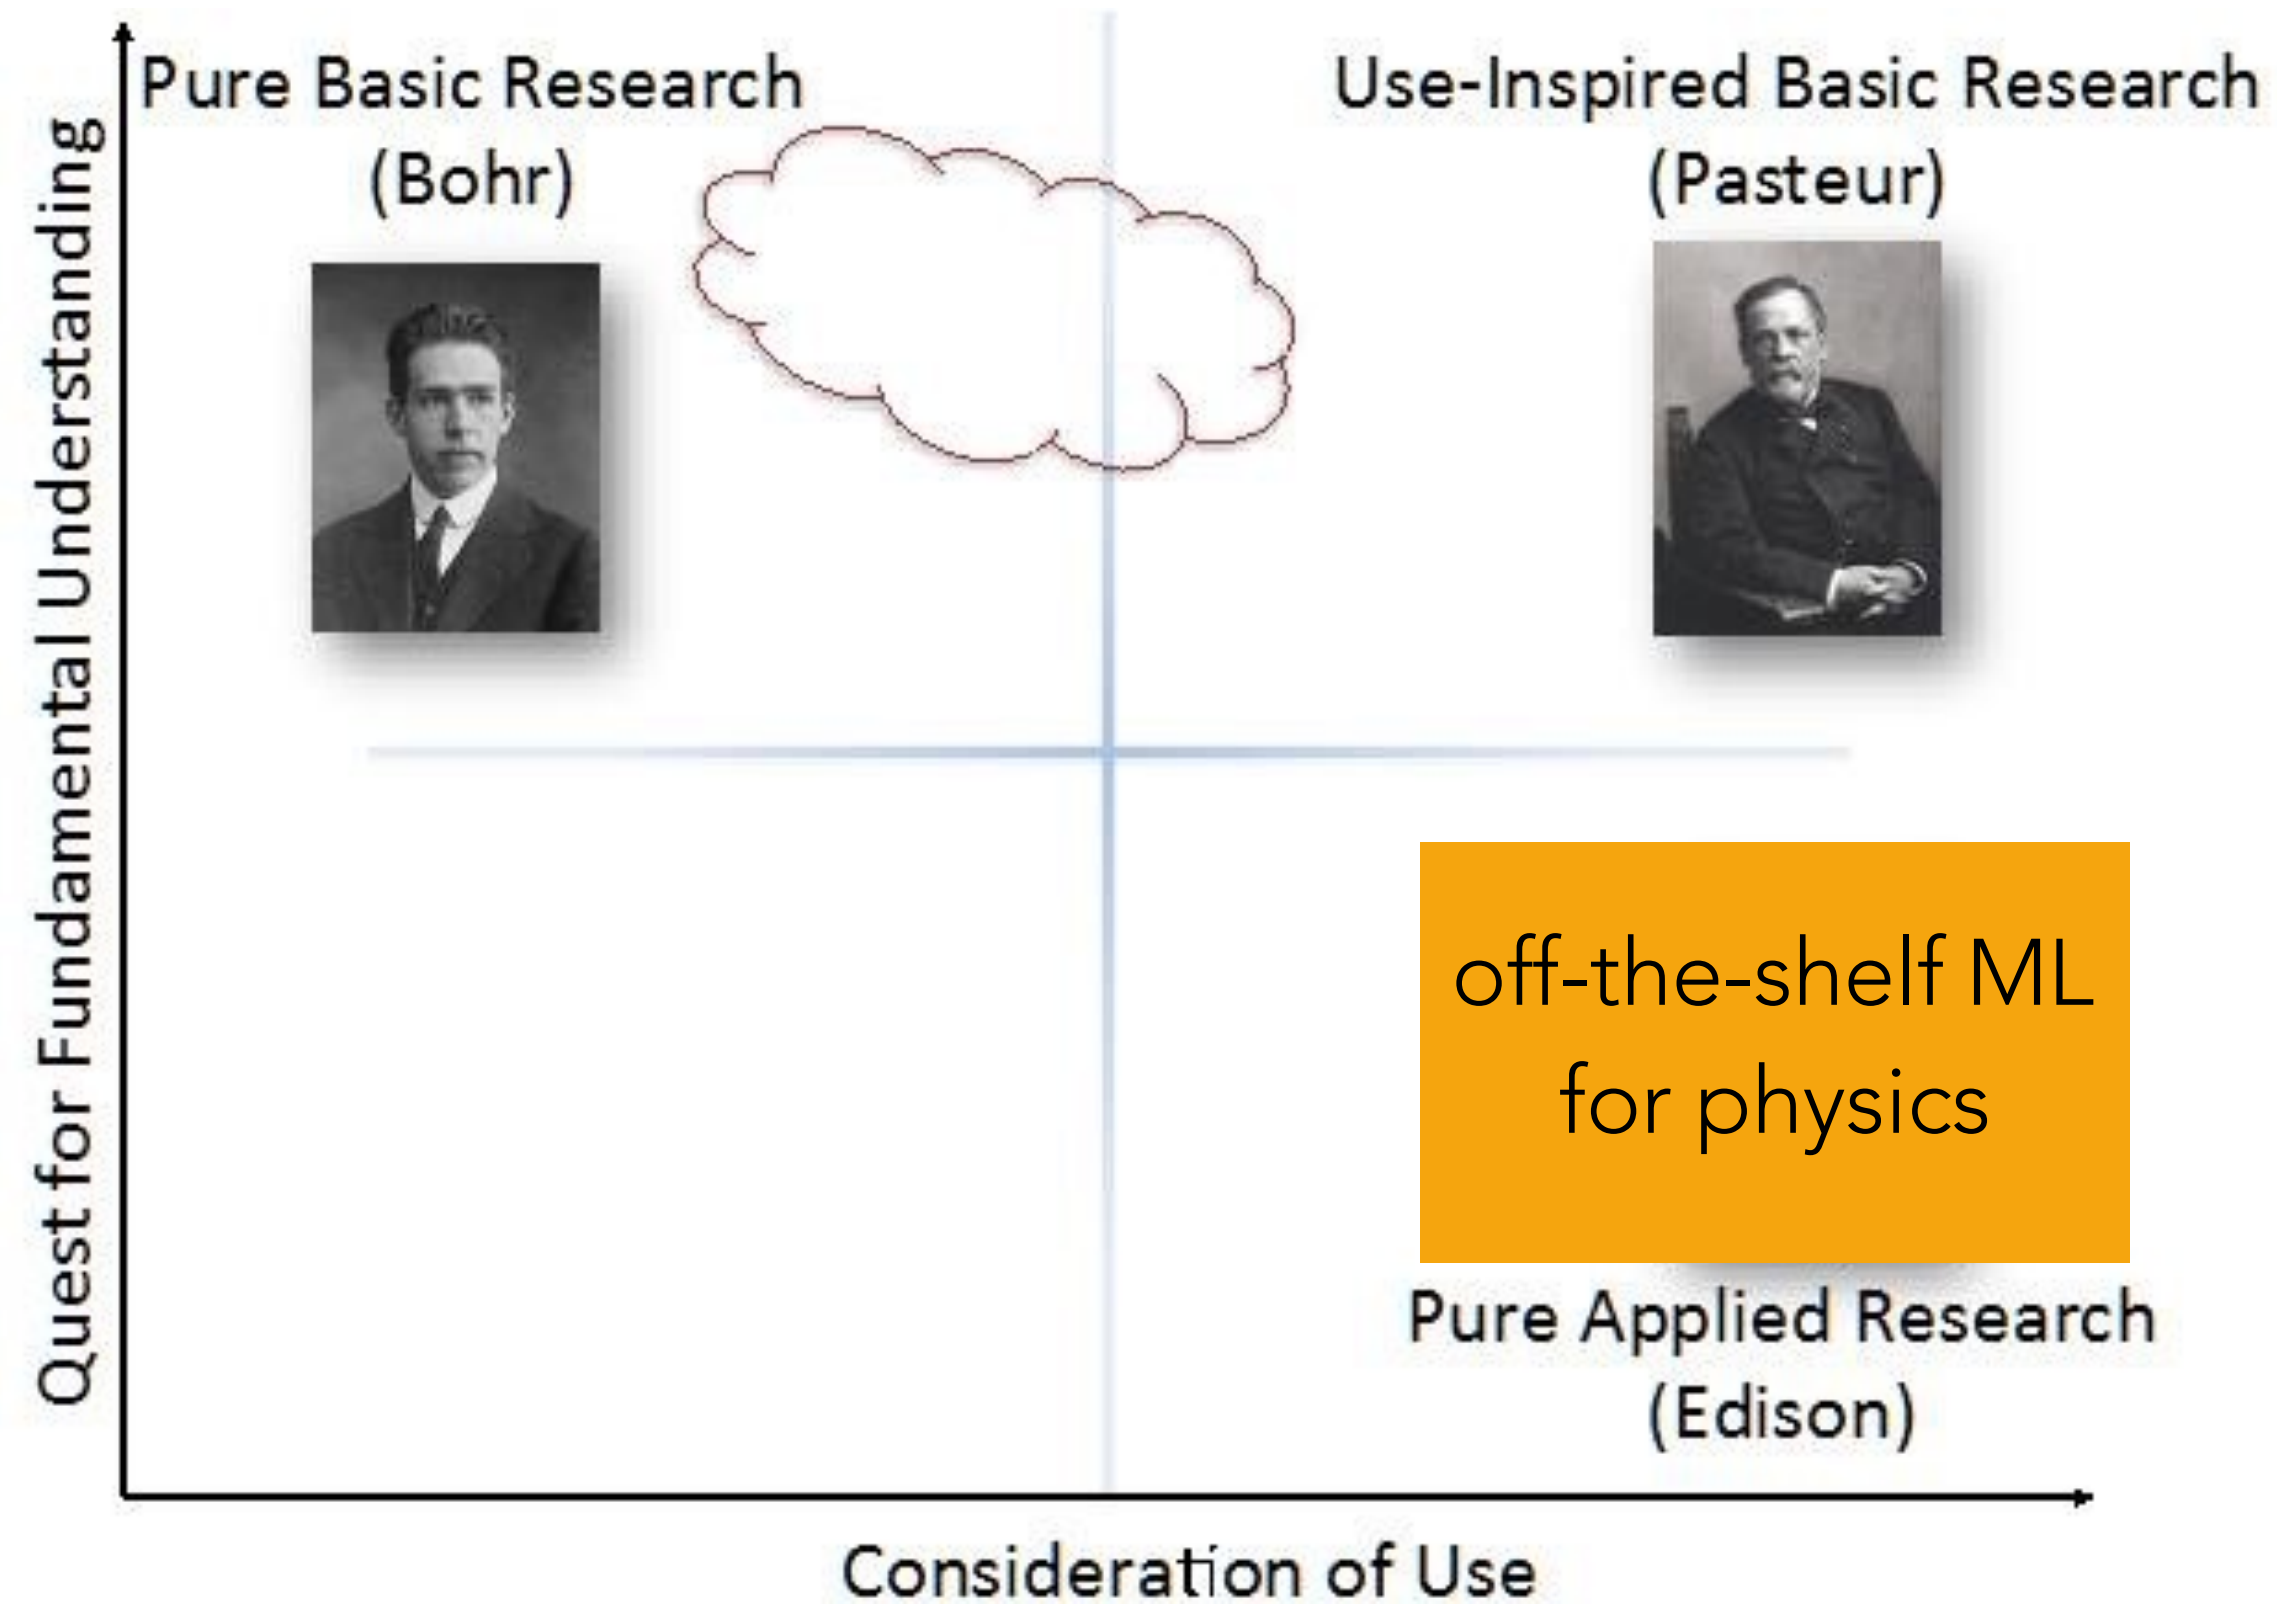 Pure Basic Research
(Bohr)
Use-Inspired Basic Research
(Pasteur)
Quest for Fundamental Understanding
off-the-shelf ML
for physics
Pure Applied Research
(Edison)
Consideration of Use